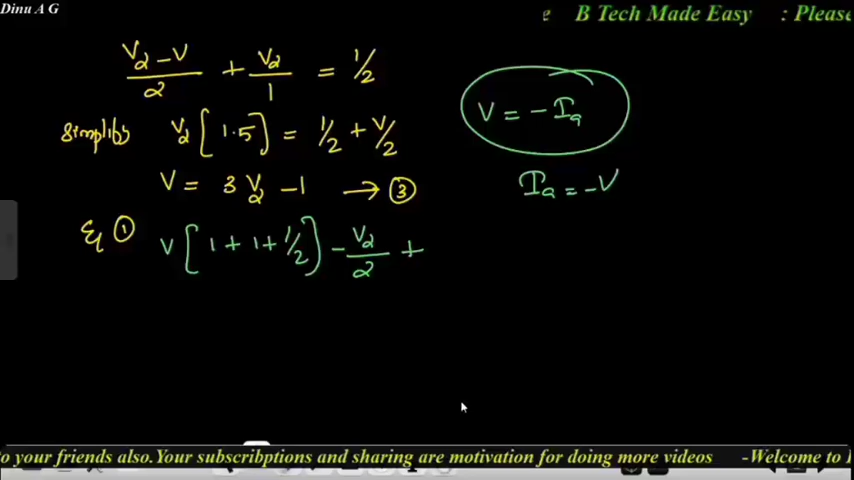 Dinu A G
B Tech Made Easy : Please
V2 - V / 2 + V2 / 1 = 1/2
V = - Ia
Simplify V2 [1.5] = 1/2 + V/2
Ia = - V
V = 3 V2 - 1 → ③
Eq ① V [1 + 1 + 1/2] - V2 / 2 +
o your friends also.Your subscribptions and sharing are motivation for doing more videos -Welcome to